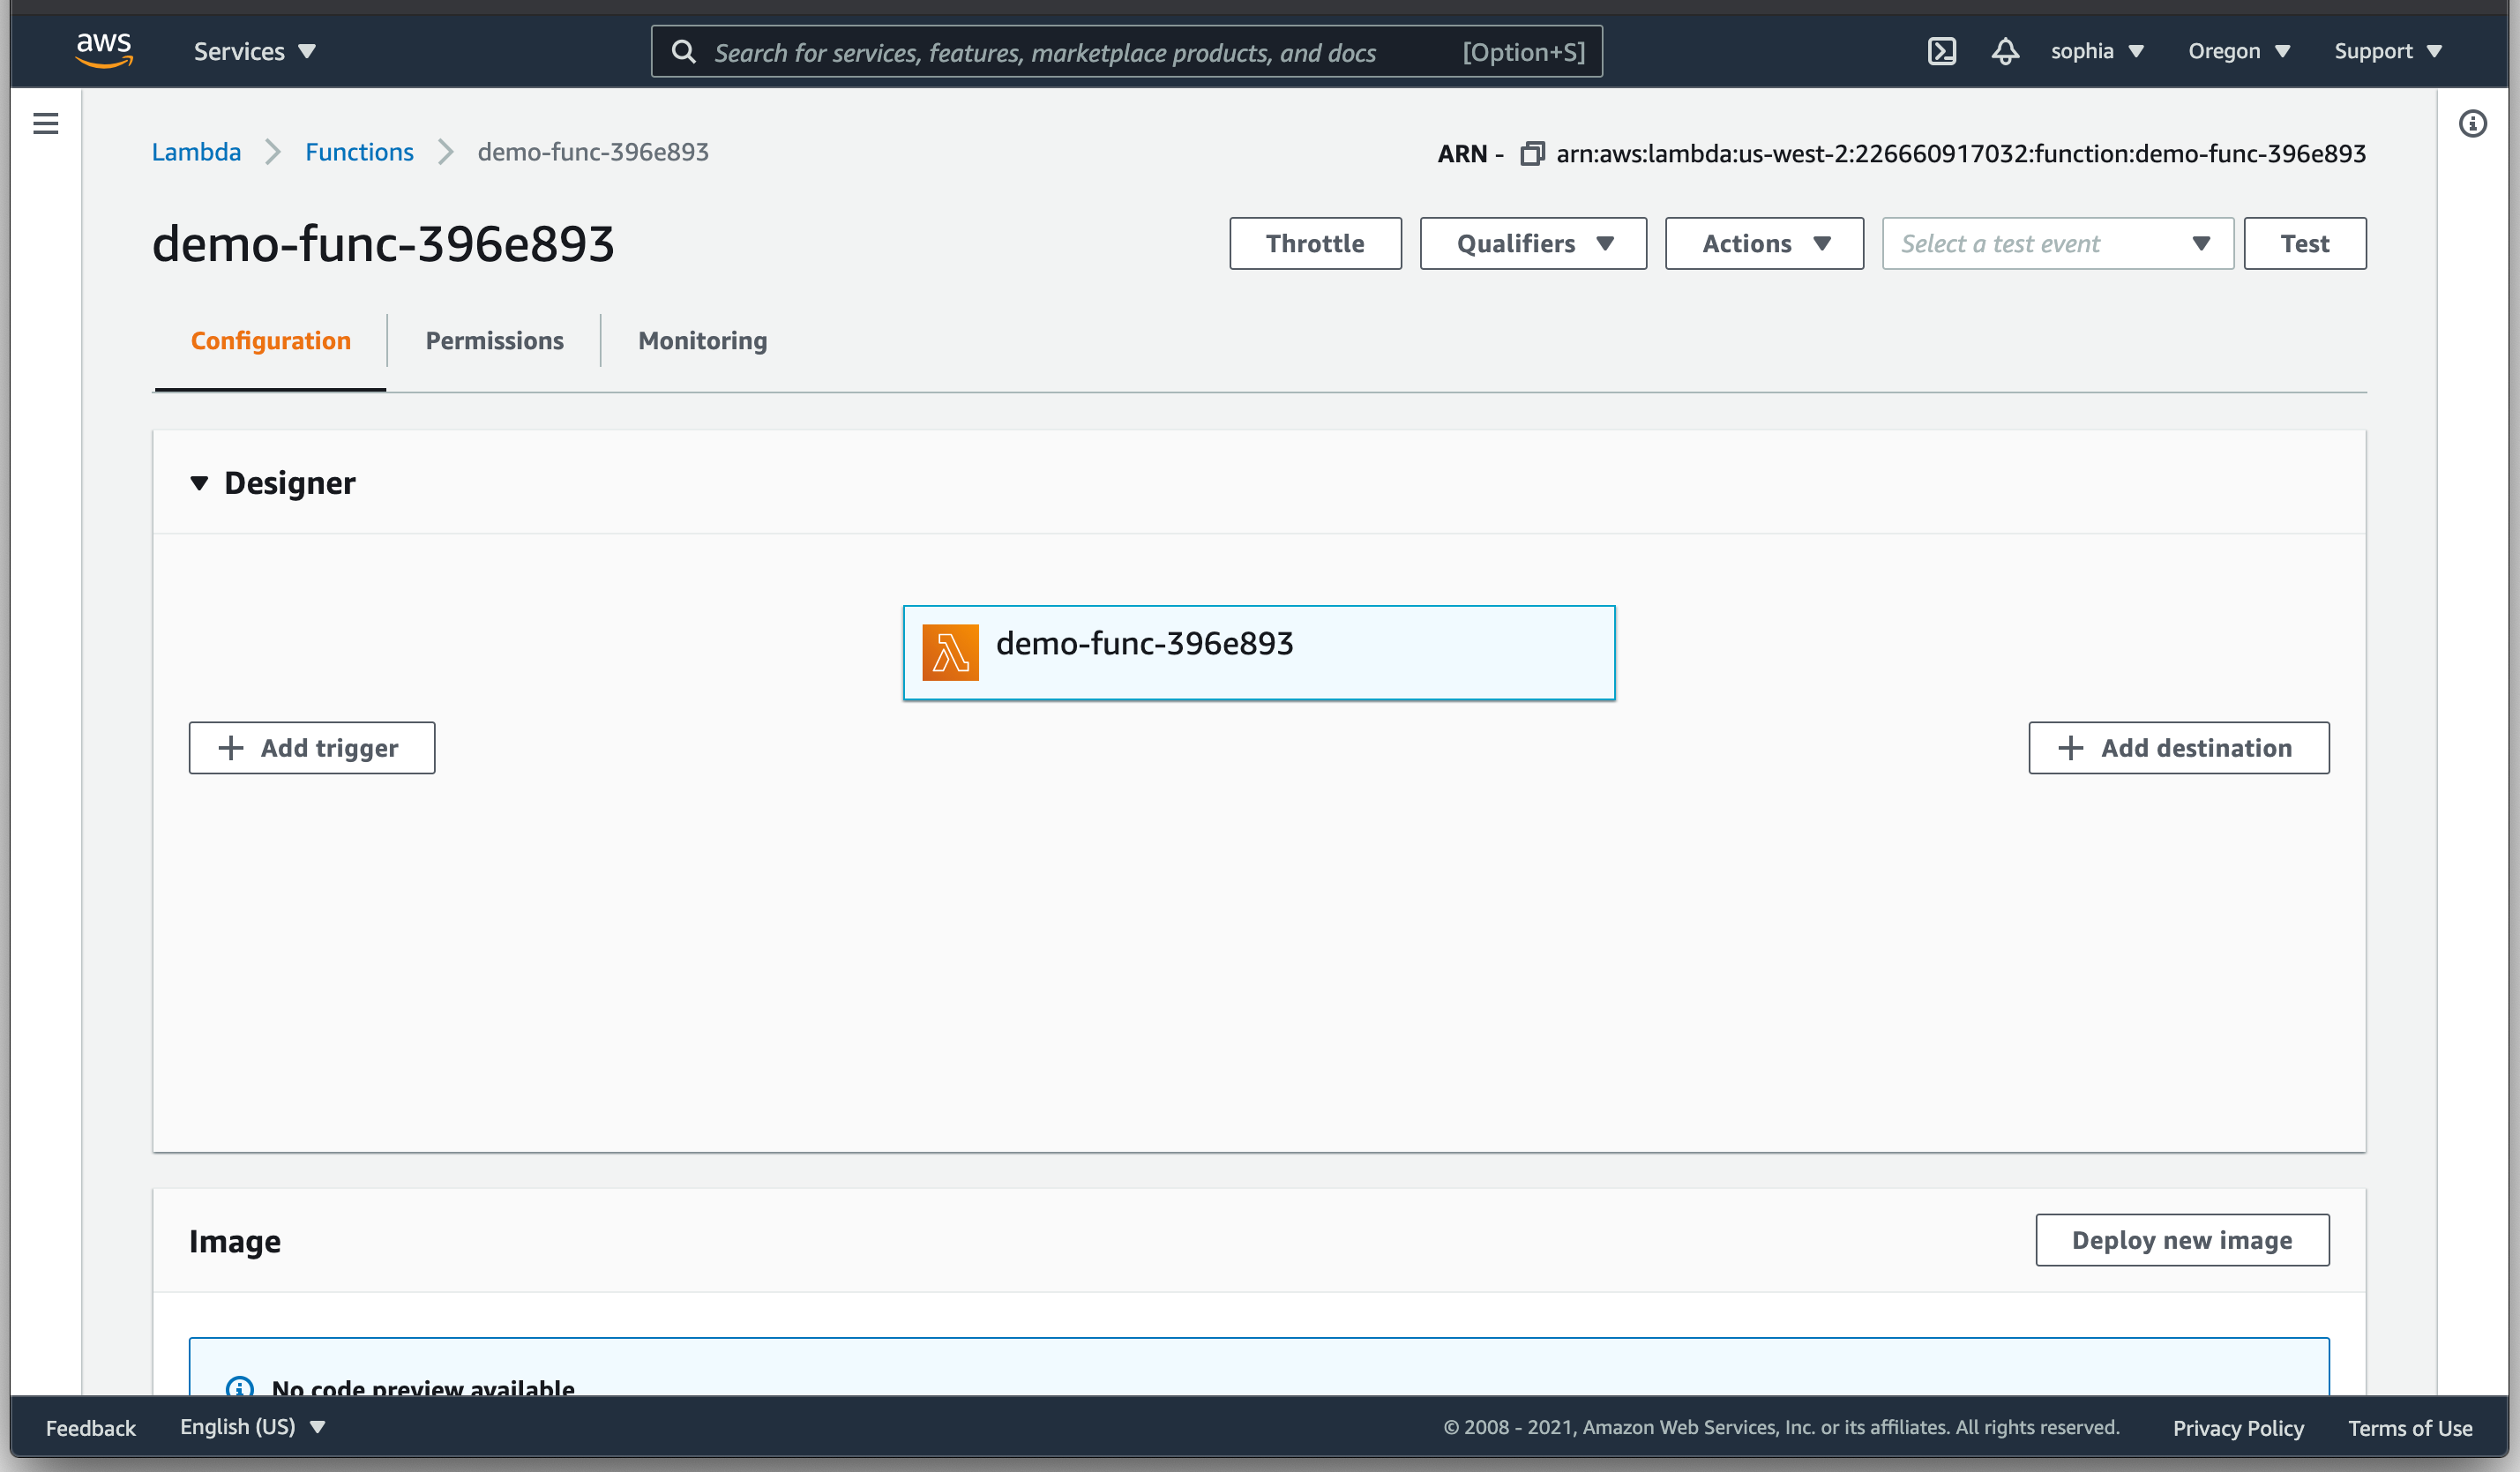 aws
Services
Search for services, features, marketplace products, and docs [Option+S]
sophia
Oregon
Support
Lambda
Functions
demo-func-396e893
ARN - arn:aws:lambda:us-west-2:226660917032:function:demo-func-396e893
demo-func-396e893
Throttle
Qualifiers
Actions
Select a test event
Test
Configuration
Permissions
Monitoring
Designer
demo-func-396e893
Add trigger
Add destination
Image
Deploy new image
No code preview available
Feedback
English (US)
© 2008 - 2021, Amazon Web Services, Inc. or its affiliates. All rights reserved.
Privacy Policy
Terms of Use